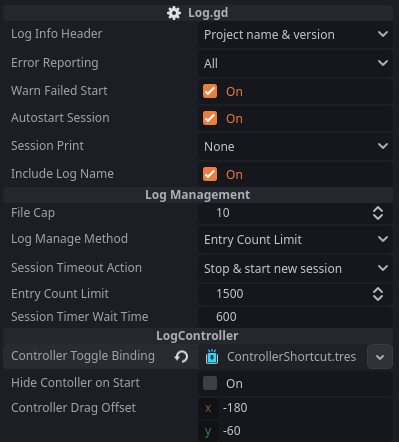 Log.gd
Log Info Header Project name & version
Error Reporting All
Warn Failed Start On
Autostart Session On
Session Print None
Include Log Name On
Log Management
File Cap 10
Log Manage Method Entry Count Limit
Session Timeout Action Stop & start new session
Entry Count Limit 1500
Session Timer Wait Time 600
LogController
Controller Toggle Binding ControllerShortcut.tres
Hide Contoller on Start On
Controller Drag Offset x -180
y -60